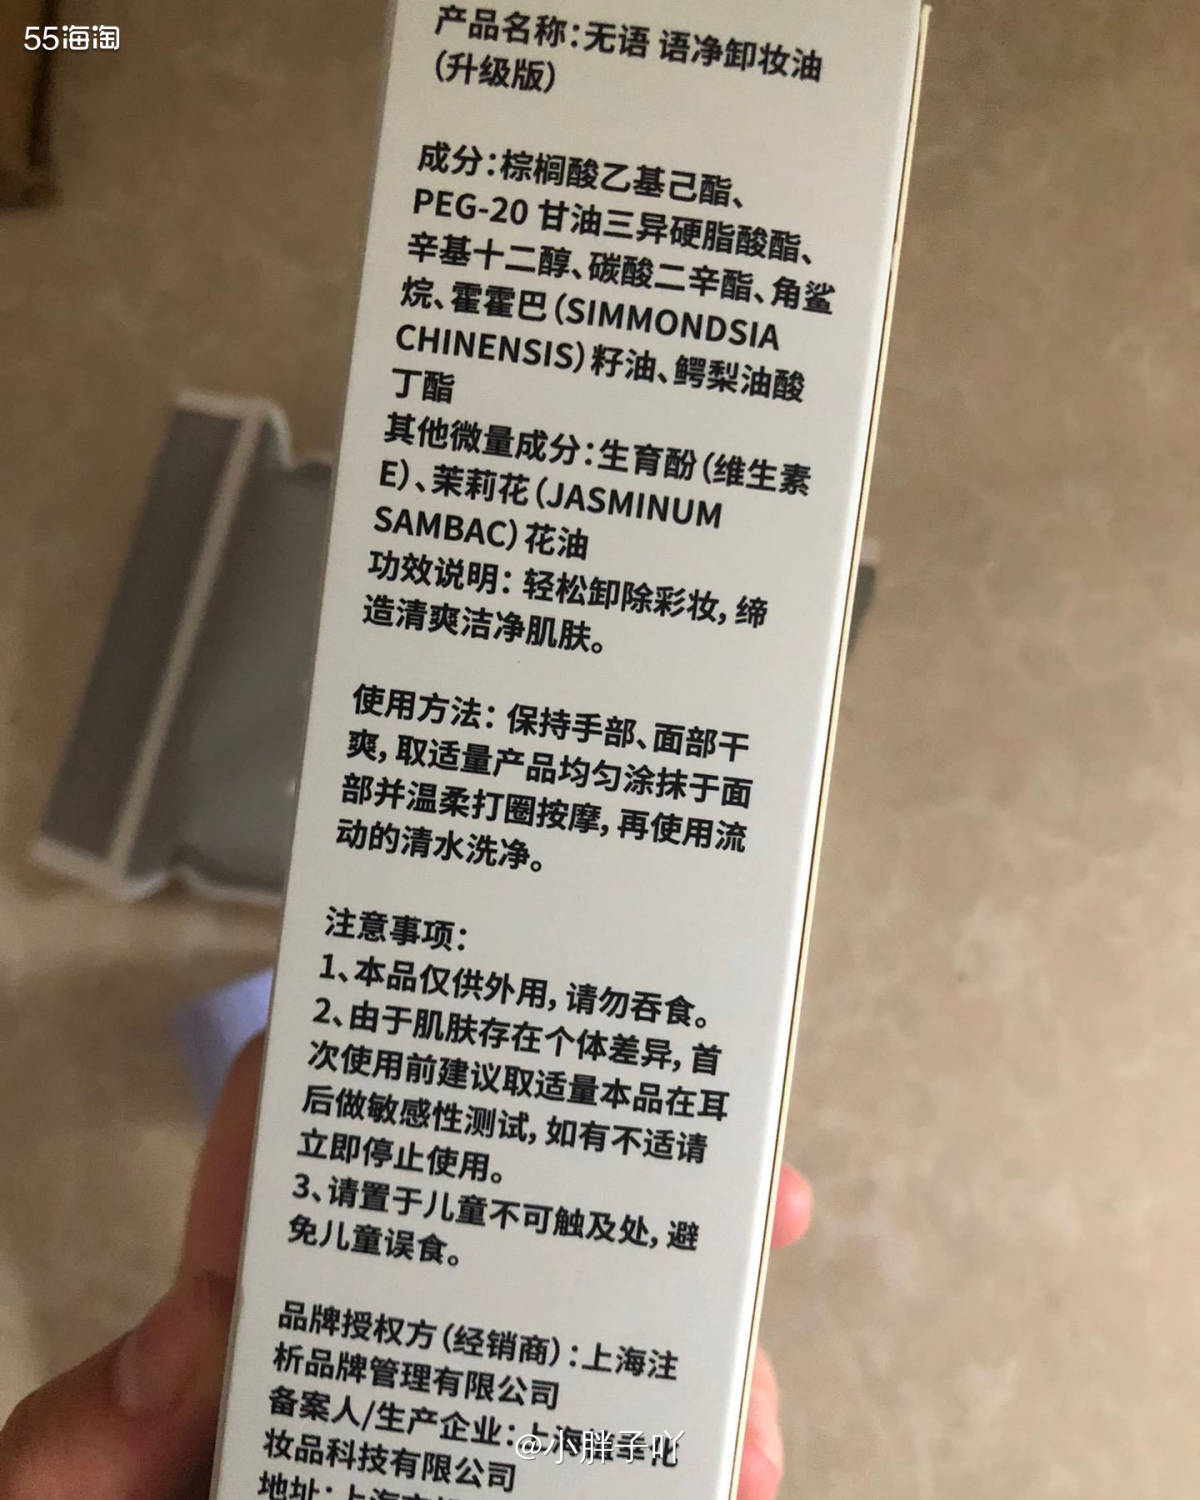 55海淘
产品名称：无语 语净卸妆油
（升级版）
成分：棕榈酸乙基己酯、
PEG-20 甘油三异硬脂酸酯、
辛基十二醇、碳酸二辛酯、角鲨
烷、霍霍巴（SIMMONDSIA
CHINENSIS）籽油、鳄梨油酸
丁酯
其他微量成分：生育酚（维生素
E）、茉莉花（JASMINUM
SAMBAC）花油
功效说明：轻松卸除彩妆，缔
造清爽洁净肌肤。
使用方法：保持手部、面部干
爽，取适量产品均匀涂抹于面
部并温柔打圈按摩，再使用流
动的清水洗净。
注意事项：
1、本品仅供外用，请勿吞食。
2、由于肌肤存在个体差异，首
次使用前建议取适量本品在耳
后做敏感性测试，如有不适请
立即停止使用。
3、请置于儿童不可触及处，避
免儿童误食。
品牌授权方（经销商）：上海注
析品牌管理有限公司
备案人/生产企业：上海
妆品科技有限公司
地址：上海
@小胖子吖